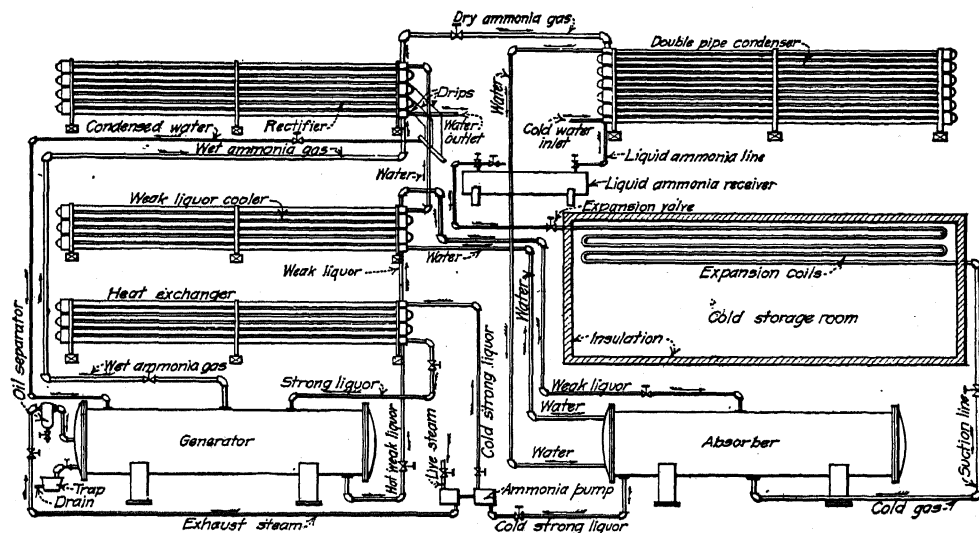 Dry ammonia gas
Double pipe condenser
Water
Drips
Water outlet
Condensed water
Rectifier
Wet ammonia gas
Cold water
inlet
Liquid ammonia line
Water
Liquid ammonia receiver
Expansion valve
Weak liquor cooler
Weak liquor
Water
Water
Expansion coils
Cold storage room
Heat exchanger
Insulation
Oil separator
Wet ammonia gas
Strong liquor
Cold strong liquor
Weak liquor
Water
Suction line
Generator
Hot weak liquor
Live steam
Absorber
Water
Trap
Drain
Ammonia pump
Exhaust steam
Cold strong liquor
Cold gas